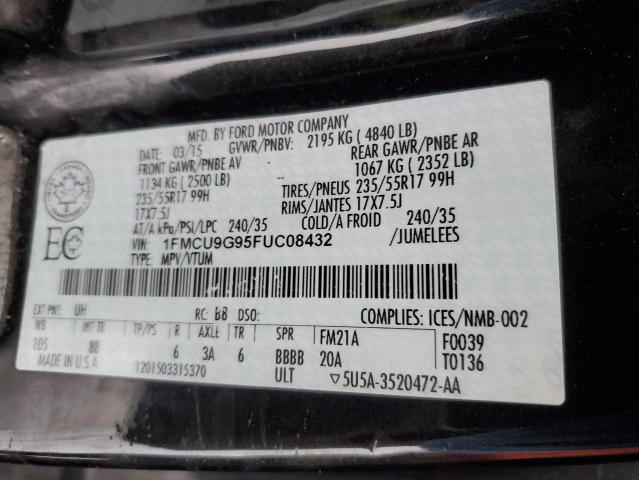 MFD. BY FORD MOTOR COMPANY
DATE: 03/15 GVWR/PNBV: 2195 KG ( 4840 LB)
FRONT GAWR/PNBE AV REAR GAWR/PNBE AR
1134 KG ( 2500 LB) 1067 KG ( 2352 LB)
235/55R17 99H TIRES/PNEUS 235/55R17 99H
17X7.5J RIMS/JANTES 17X7.5J
AT/A kPa/PSI/LPC 240/35 COLD/A FROID 240/35
EC
VIN: 1FMCU9G95FUC08432 /JUMELEES
TYPE: MPV/VTUM
EXT PNT: UH RC: 88 DSO: COMPLIES: ICES/NMB-002
WB INT TR TP/PS R AXLE TR SPR FM21A F0039
105 8B 6 3A 6 BBBB 20A T0136
MADE IN U.S.A 1201503315370 ULT ▽5U5A-3520472-AA